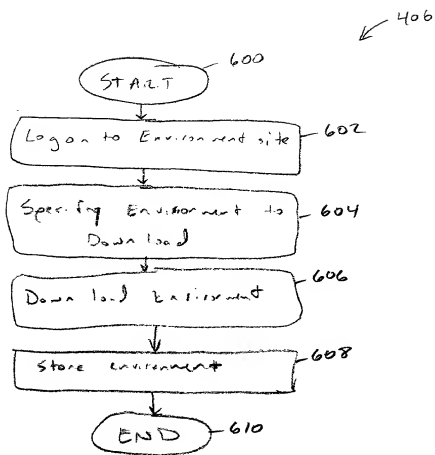 406
START
600
Logon to Environment site
602
Specifiy Environment to
Download
604
Download Environment
606
Store environment
608
END
610